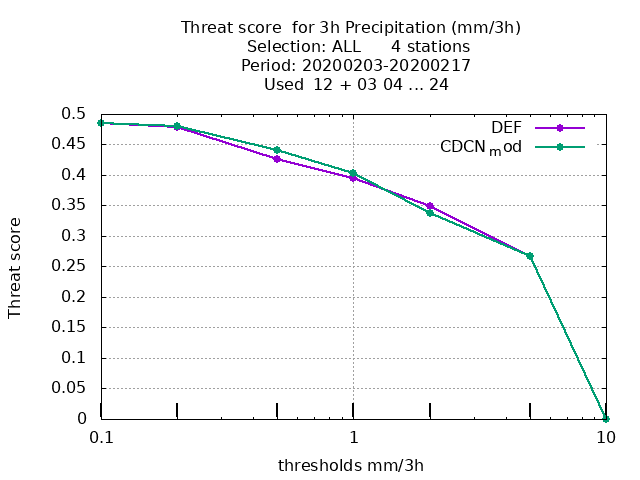 Threat score  for 3h Precipitation (mm/3h)
Selection: ALL      4 stations
Period: 20200203-20200217
Used  12 + 03 04 ... 24
DEF
CDCN_mod
0.5
0.45
0.4
0.35
0.3
0.25
0.2
0.15
0.1
0.05
0
Threat score
0.1
1
10
thresholds mm/3h